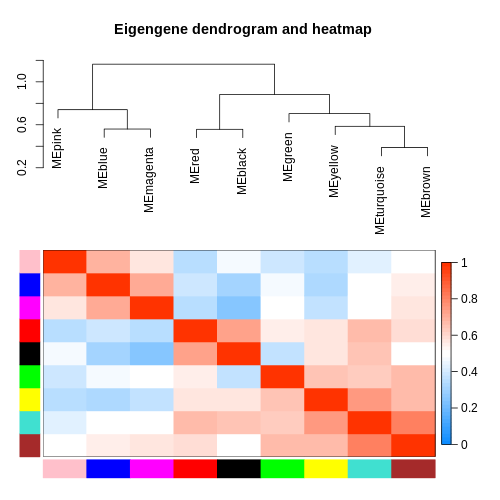 Eigengene dendrogram and heatmap
1.0
0.6
0.2
MEpink
MEblue
MEmagenta
MEred
MEblack
MEgreen
MEyellow
MEturquoise
MEbrown
1
0.8
0.6
0.4
0.2
0